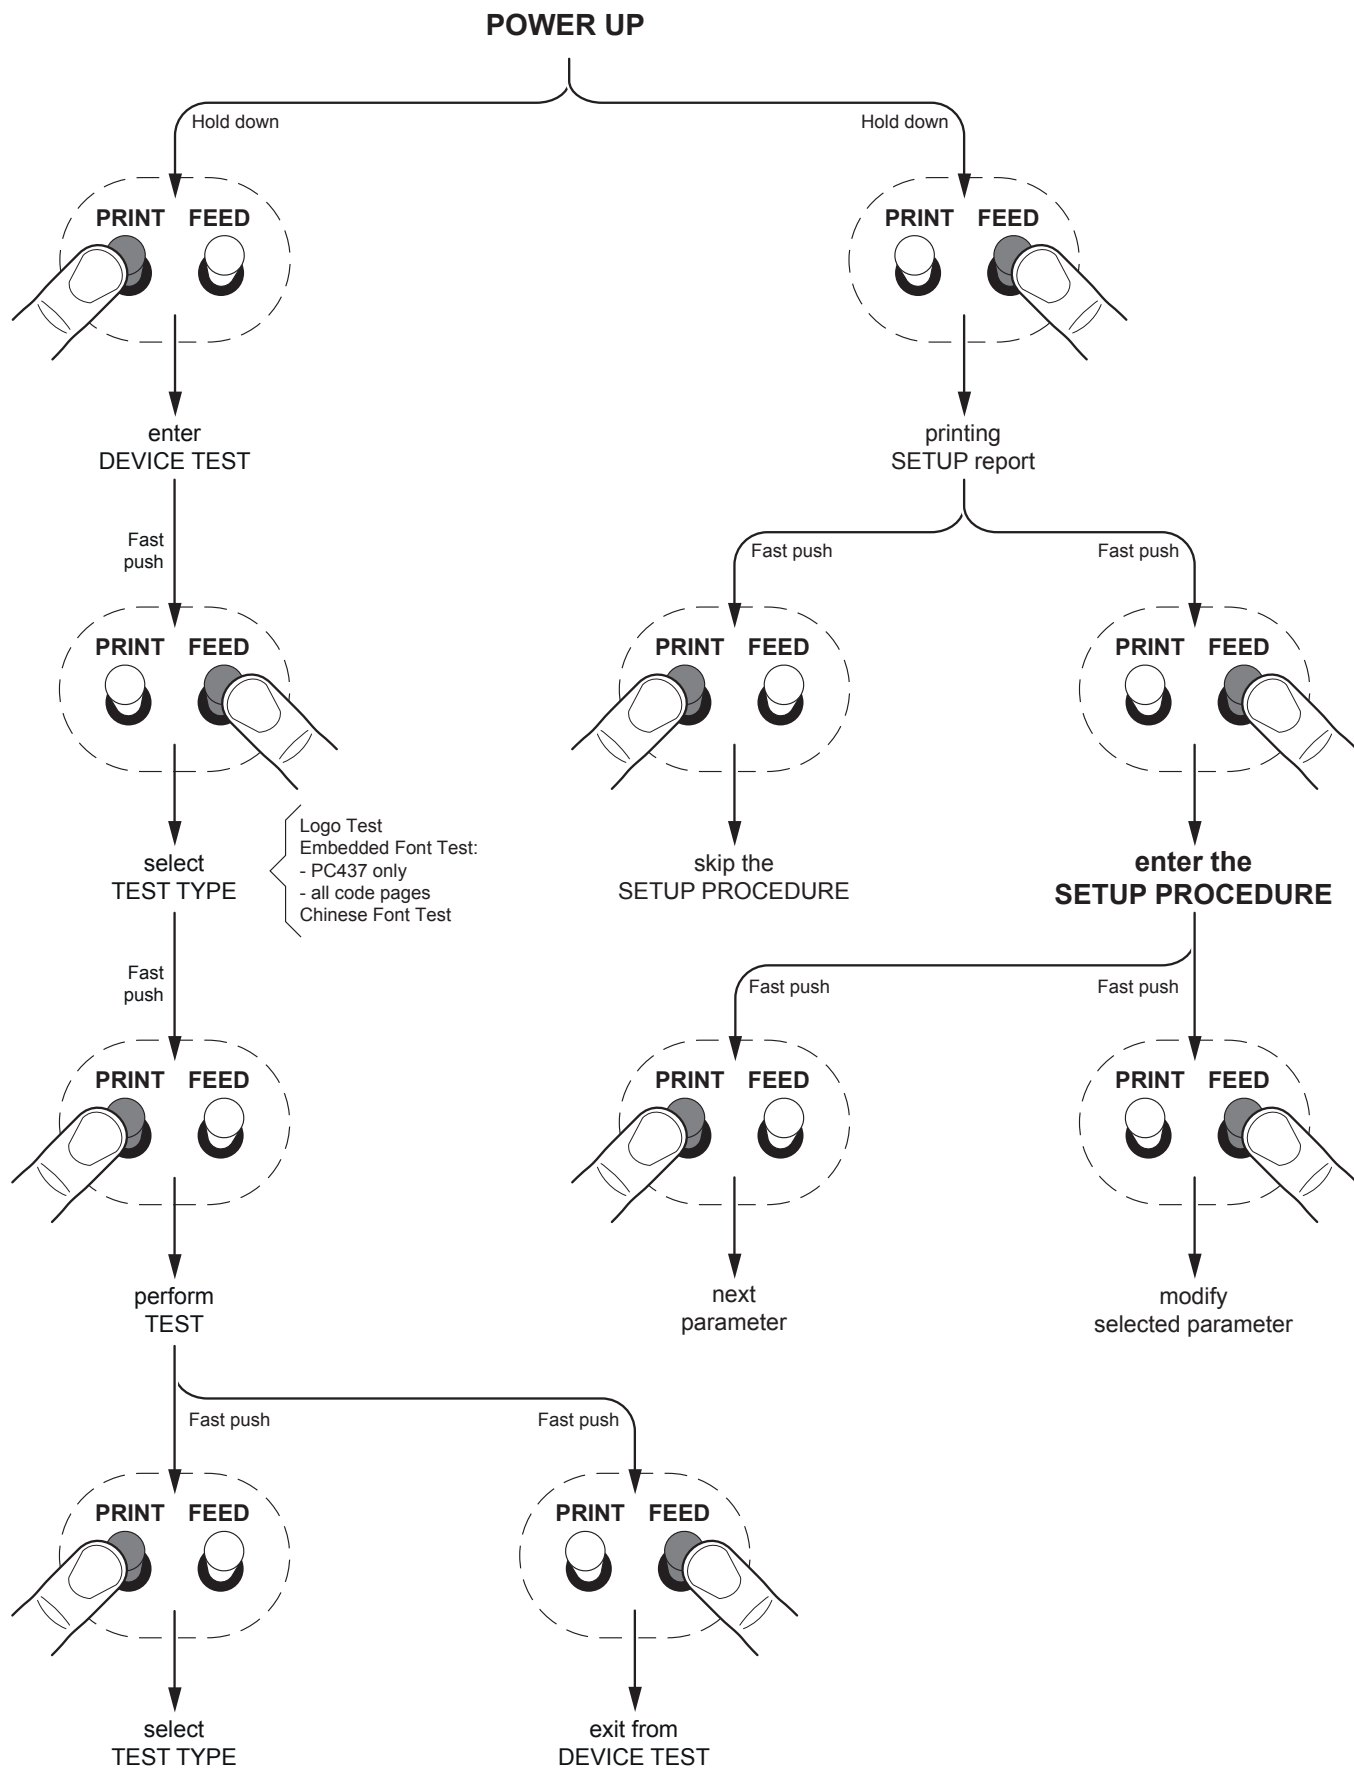 POWER UP
Hold down
Hold down
PRINT FEED
PRINT FEED
enter
DEVICE TEST
printing
SETUP report
Fast
push
Fast push
Fast push
PRINT FEED
PRINT FEED
PRINT FEED
select
TEST TYPE
Logo Test
Embedded Font Test:
- PC437 only
- all code pages
Chinese Font Test
skip the
SETUP PROCEDURE
enter the
SETUP PROCEDURE
Fast
push
Fast push
Fast push
PRINT FEED
PRINT FEED
PRINT FEED
perform
TEST
next
parameter
modify
selected parameter
Fast push
Fast push
PRINT FEED
PRINT FEED
select
TEST TYPE
exit from
DEVICE TEST